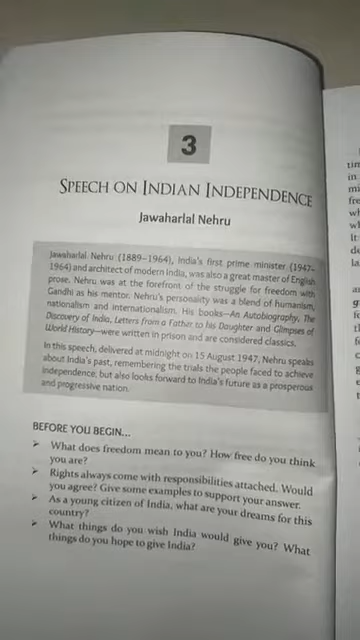 3
SPEECH ON INDIAN INDEPENDENCE
Jawaharlal Nehru
Jawaharlal Nehru (1889–1964), India's first prime minister (1947–
1964) and architect of modern India, was also a great master of English
prose. Nehru was at the forefront of the struggle for freedom with
Gandhi as his mentor. Nehru's personality was a blend of humanism,
nationalism and internationalism. His books—An Autobiography, The
Discovery of India, Letters from a Father to his Daughter and Glimpses of
World History—were written in prison and are considered classics.
In this speech, delivered at midnight on 15 August 1947, Nehru speaks
about India's past, remembering the trials the people faced to achieve
independence, but also looks forward to India's future as a prosperous
and progressive nation.
BEFORE YOU BEGIN...
➤ What does freedom mean to you? How free do you think
you are?
➤ Rights always come with responsibilities attached. Would
you agree? Give some examples to support your answer.
➤ As a young citizen of India, what are your dreams for this
country?
➤ What things do you wish India would give you? What
things do you hope to give India?